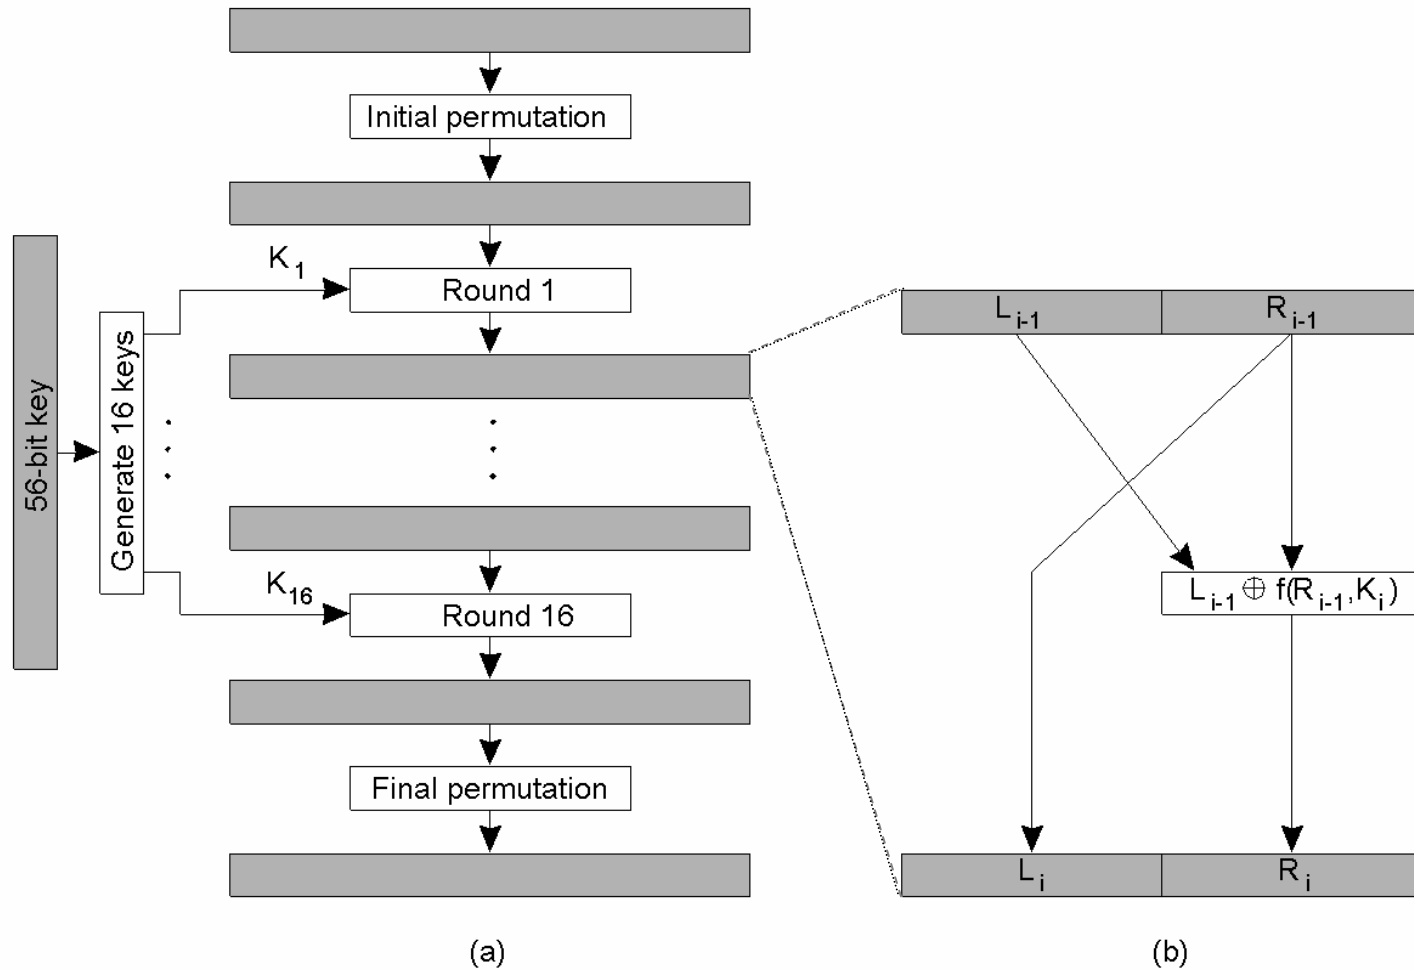 Initial permutation
K1
Round 1
56-bit key
Generate 16 keys
K16
Round 16
Final permutation
(a)
Li-1
Ri-1
Li-1 ⊕ f(Ri-1,Ki)
Li
Ri
(b)